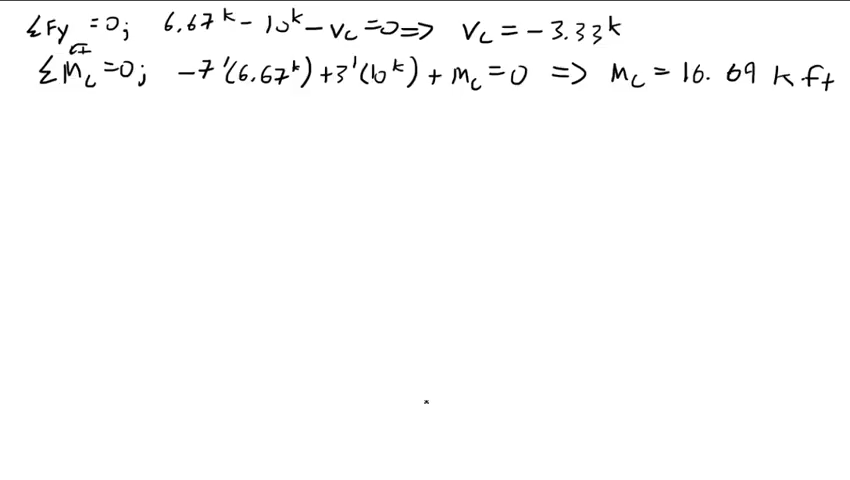 ΣFy = 0; 6.67ᵏ - 10ᵏ - Vc = 0 => Vc = - 3.33ᵏ
ΣMc = 0; -7'(6.67ᵏ) + 3'(10ᵏ) + Mc = 0 => Mc = 16.69 k ft